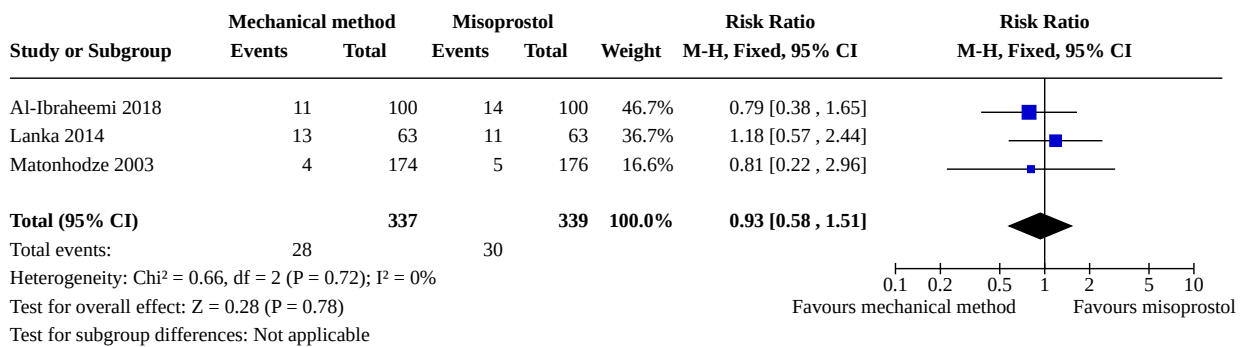 Mechanical method Misoprostol Risk Ratio Risk Ratio
Study or Subgroup Events Total Events Total Weight M-H, Fixed, 95% CI M-H, Fixed, 95% CI
Al-Ibraheemi 2018 11 100 14 100 46.7% 0.79 [0.38 , 1.65]
Lanka 2014 13 63 11 63 36.7% 1.18 [0.57 , 2.44]
Matonhodze 2003 4 174 5 176 16.6% 0.81 [0.22 , 2.96]
Total (95% CI) 337 339 100.0% 0.93 [0.58 , 1.51]
Total events: 28 30
Heterogeneity: Chi² = 0.66, df = 2 (P = 0.72); I² = 0%
0.1 0.2 0.5 1 2 5 10
Test for overall effect: Z = 0.28 (P = 0.78)
Favours mechanical method Favours misoprostol
Test for subgroup differences: Not applicable